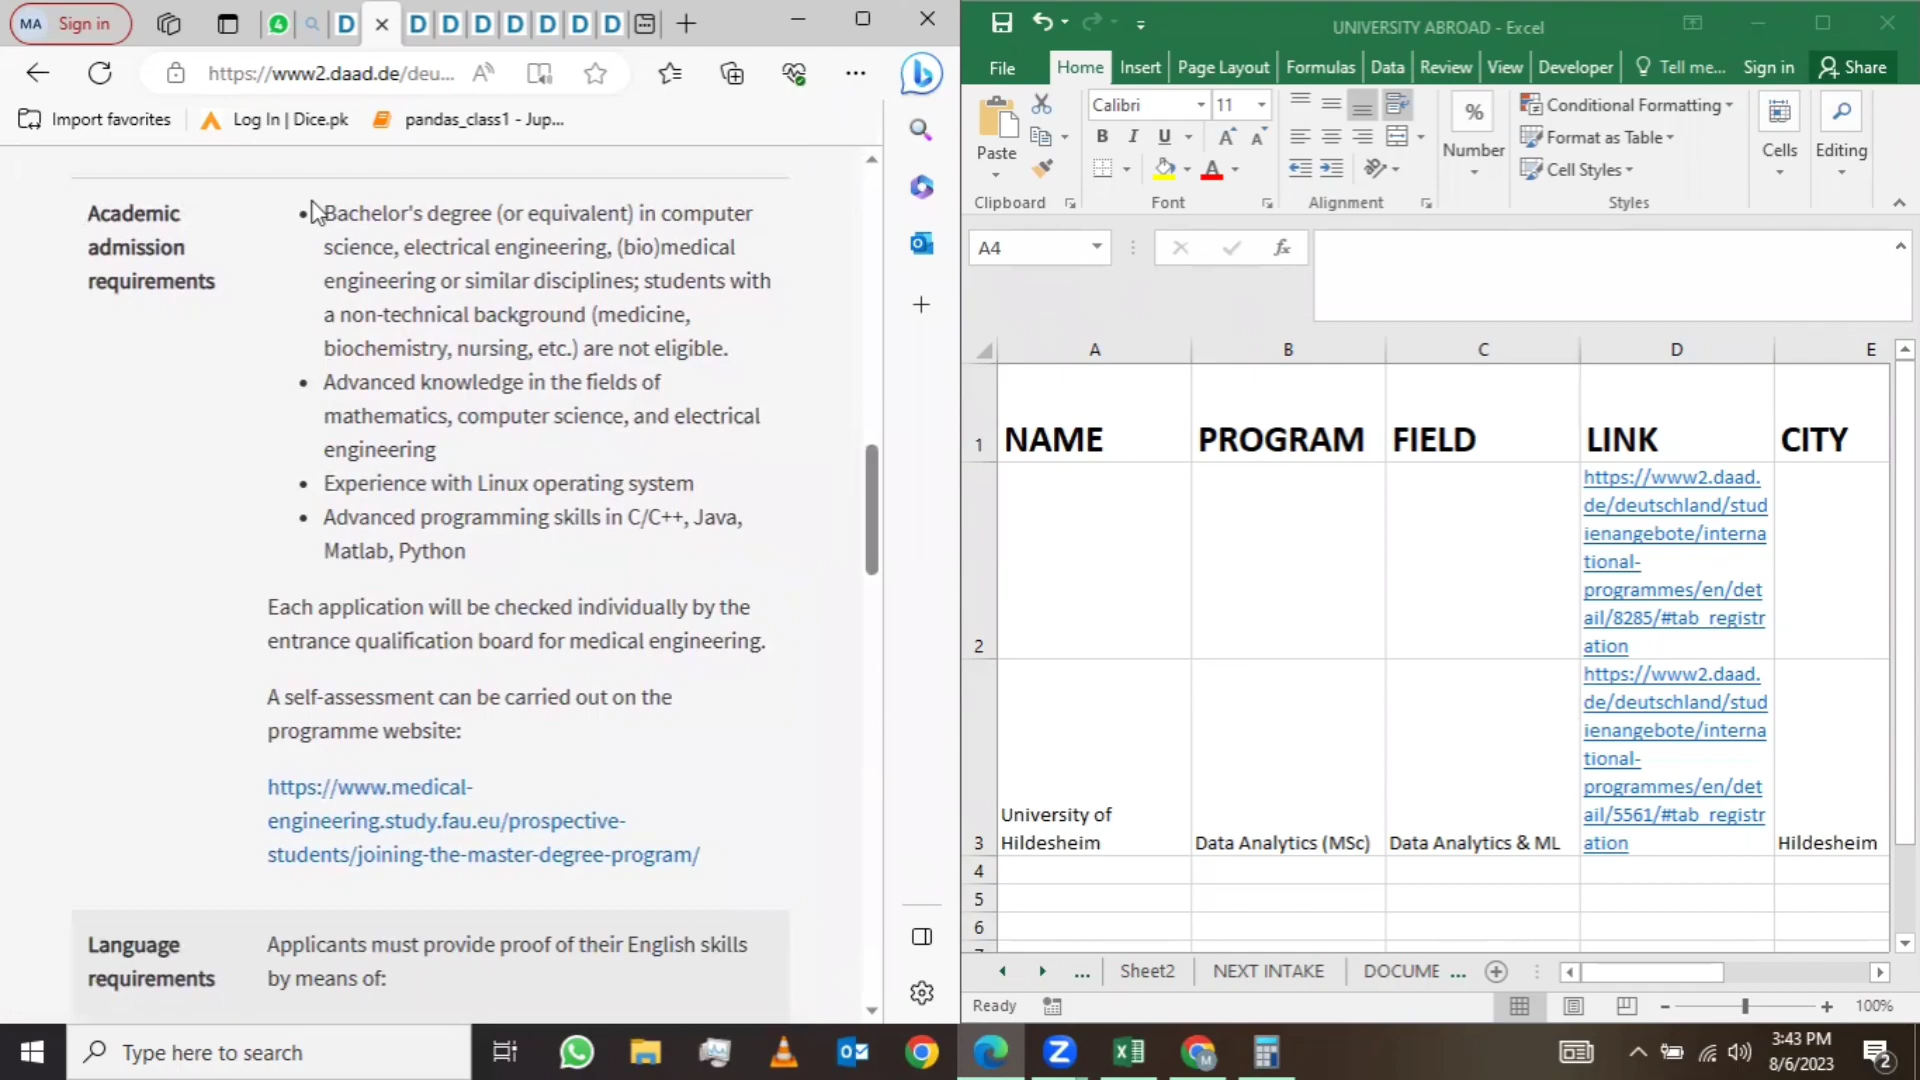 MA Sign in
4
https://www2.daad.de/deu...
Import favorites
Log In | Dice.pk
pandas_class1 - Jup...
Academic admission requirements
Bachelor's degree (or equivalent) in computer
science, electrical engineering, (bio)medical
engineering or similar disciplines; students with
a non-technical background (medicine,
biochemistry, nursing, etc.) are not eligible.
Advanced knowledge in the fields of
mathematics, computer science, and electrical
engineering
Experience with Linux operating system
Advanced programming skills in C/C++, Java,
Matlab, Python
Each application will be checked individually by the
entrance qualification board for medical engineering.
A self-assessment can be carried out on the
programme website:
https://www.medical-
engineering.study.fau.eu/prospective-
students/joining-the-master-degree-program/
Language requirements
Applicants must provide proof of their English skills
by means of:
UNIVERSITY ABROAD - Excel
File Home Insert Page Layout Formulas Data Review View Developer Tell me... Sign in Share
Paste
Clipboard
Calibri 11
B I U
Font
Alignment
%
Number
Conditional Formatting
Format as Table
Cell Styles
Styles
Cells
Editing
A4
fx
A B C D E
1 NAME PROGRAM FIELD LINK CITY
2
https://www2.daad.
de/deutschland/stud
ienangebote/interna
tional-
programmes/en/det
ail/8285/#tab_registr
ation
3
University of
Hildesheim
Data Analytics (MSc)
Data Analytics & ML
https://www2.daad.
de/deutschland/stud
ienangebote/interna
tional-
programmes/en/det
ail/5561/#tab_registr
ation
Hildesheim
4
5
6
... Sheet2 NEXT INTAKE DOCUME ...
Ready
100%
Type here to search
3:43 PM
8/6/2023
2